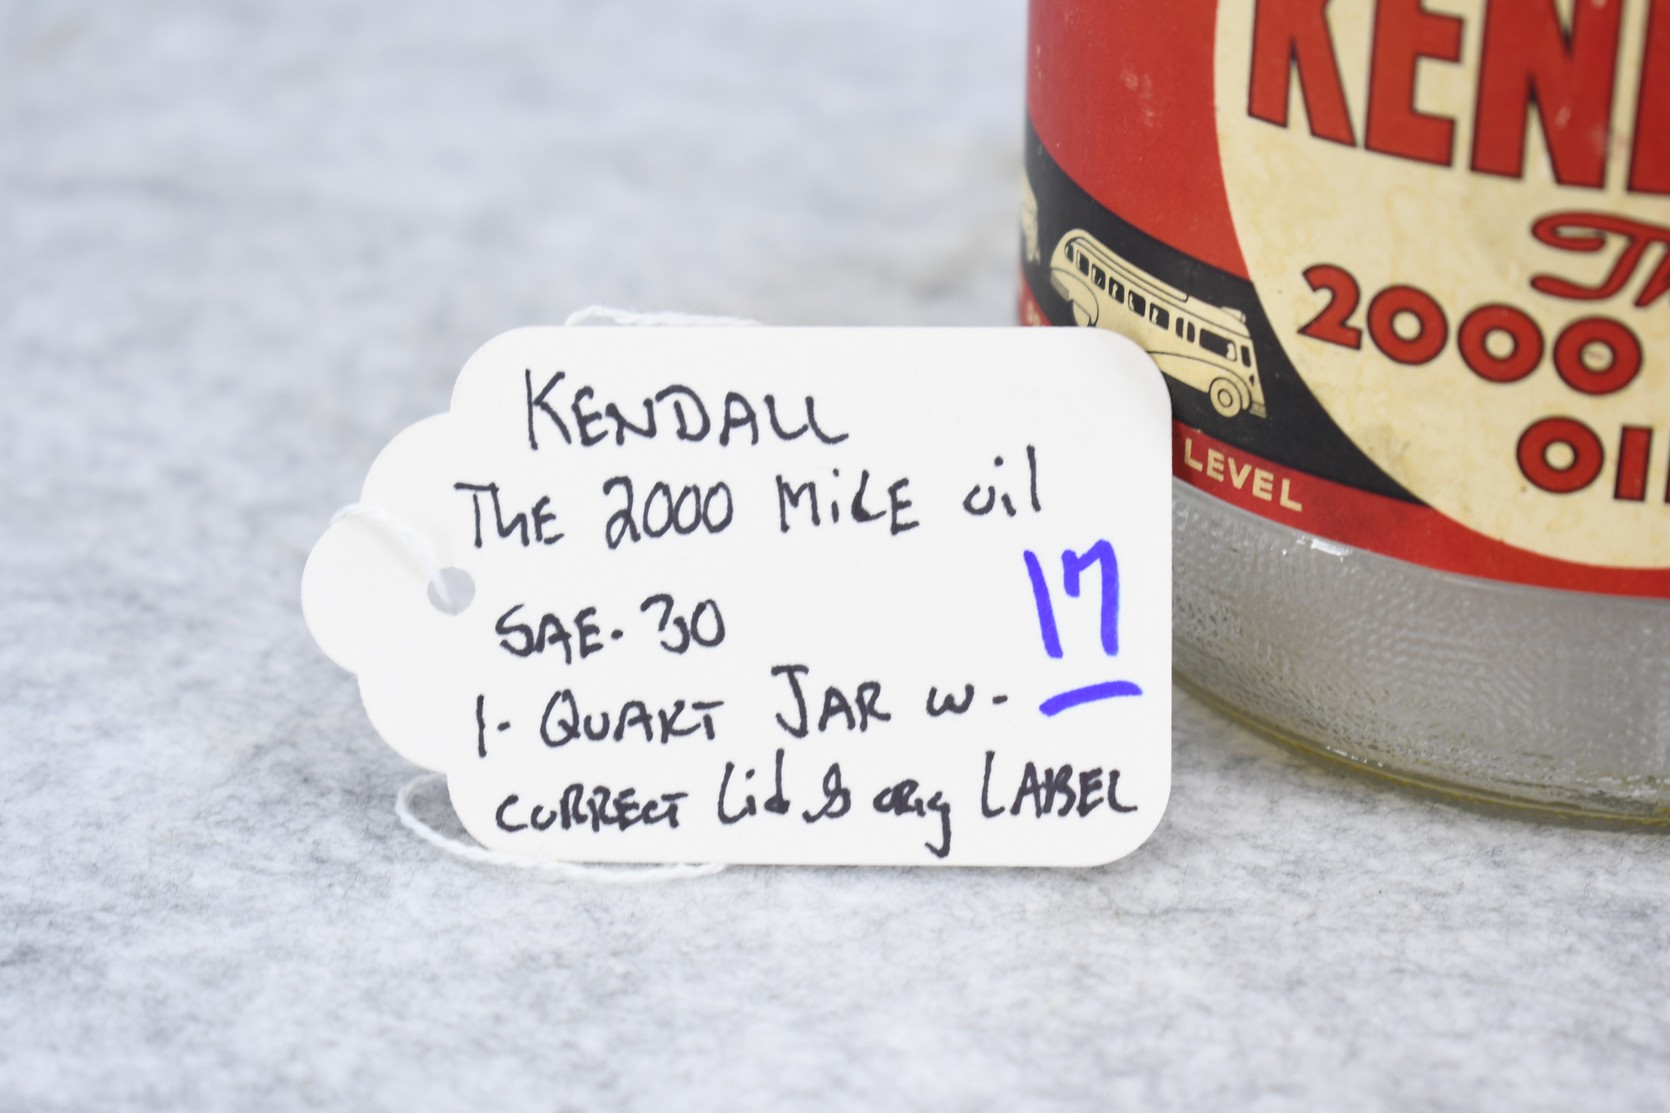 KENDALL
THE 2000 MiLE oil
SAE. 30
17
1- QUART JAR w-
CORRECT Lid & orig LABEL
KEN
Th
2000
OI
LEVEL